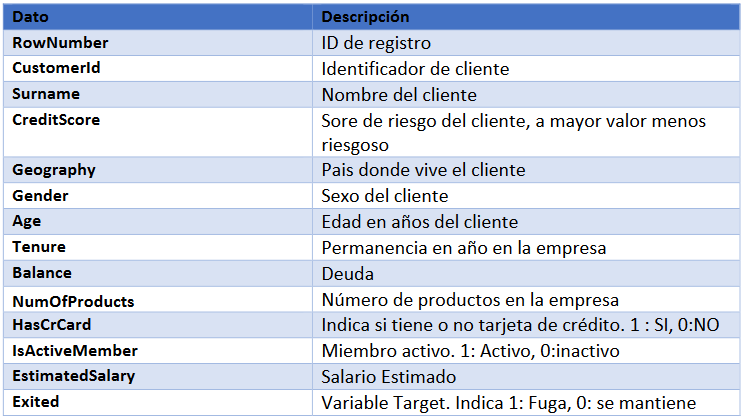 Dato Descripción
RowNumber ID de registro
CustomerId Identificador de cliente
Surname Nombre del cliente
CreditScore Sore de riesgo del cliente, a mayor valor menos
riesgoso
Geography Pais donde vive el cliente
Gender Sexo del cliente
Age Edad en años del cliente
Tenure Permanencia en año en la empresa
Balance Deuda
NumOfProducts Número de productos en la empresa
HasCrCard Indica si tiene o no tarjeta de crédito. 1 : SI, 0:NO
IsActiveMember Miembro activo. 1: Activo, 0:inactivo
EstimatedSalary Salario Estimado
Exited Variable Target. Indica 1: Fuga, 0: se mantiene